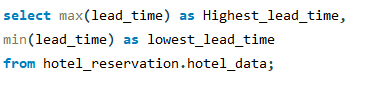 select max(lead_time) as Highest_lead_time,
min(lead_time) as lowest_lead_time
from hotel_reservation.hotel_data;